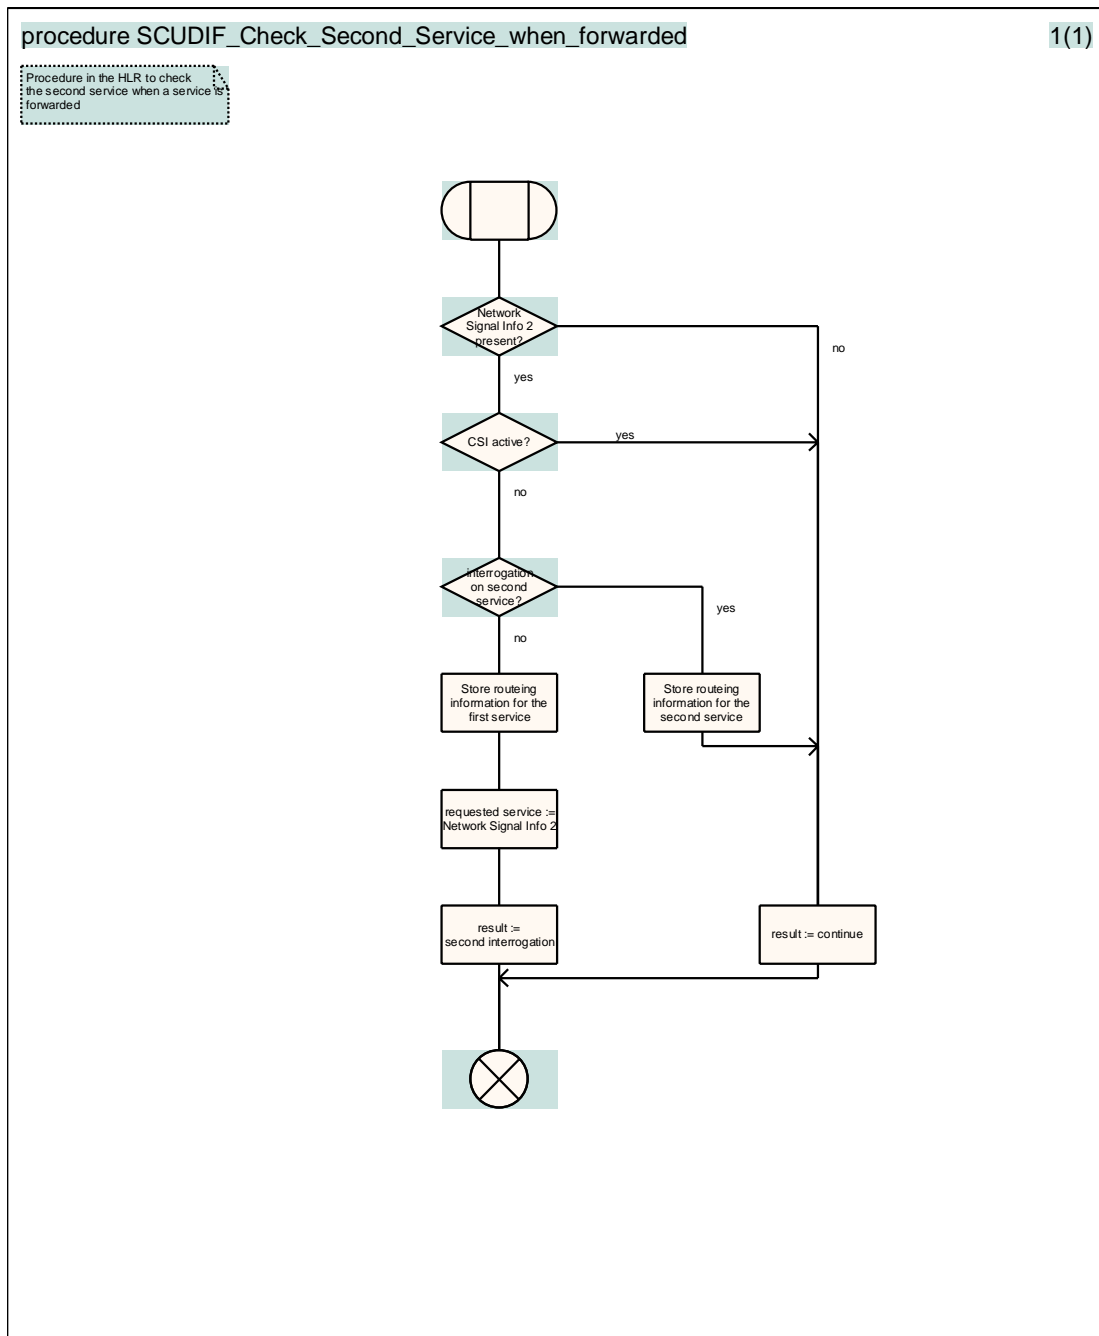 procedure SCUDIF_Check_Second_Service_when_forwarded
1(1)
Procedure in the HLR to check
the second service when a service is
forwarded
Network
Signal Info 2
present?
no
yes
CSI active?
yes
no
interrogation
on second
service?
yes
no
Store routeing
information for the
first service
Store routeing
information for the
second service
requested service :=
Network Signal Info 2
result :=
second interrogation
result := continue